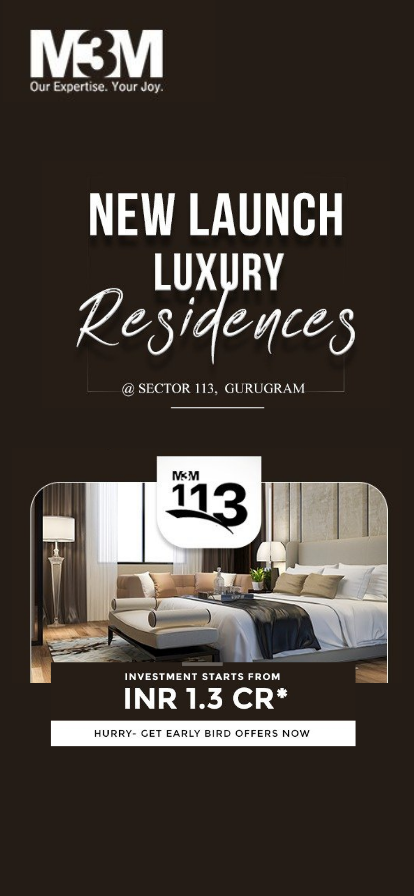 M3M
Our Expertise. Your Joy.
NEW LAUNCH
LUXURY
Residences
@ SECTOR 113, GURUGRAM
M3M
113
INVESTMENT STARTS FROM
INR 1.3 CR*
HURRY- GET EARLY BIRD OFFERS NOW